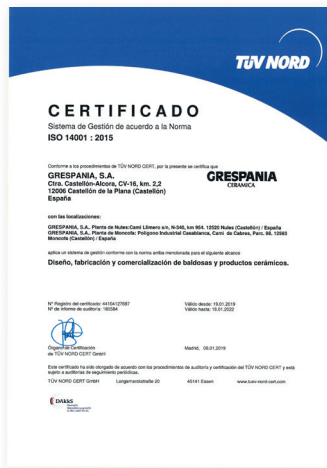 TÜV NORD
CERTIFICADO
Sistema de Gestión de acuerdo a la Norma
ISO 14001 : 2015
Conforme a los procedimientos de TÜV NORD CERT, por la presente se certifica que
GRESPANIA, S.A.
Ctra. Castellón-Alcora, CV-16, km. 2,2
12006 Castellón de la Plana (Castellón)
España
GRESPANIA
CERAMICA
con las localizaciones:
GRESPANIA, S.A. Planta de Nules:Camí Llimero s/n, N-340, km 954. 12520 Nules (Castellón) / España
GRESPANIA, S.A.. Planta de Moncofa: Polígono Industrial Casablanca, Camí de Cabres, Parc. 98, 12593
Moncofa (Castellón) / España
aplica un sistema de gestión conforme con la norma arriba mencionada para el siguiente alcance
Diseño, fabricación y comercialización de baldosas y productos cerámicos.
Nº Registro del certificado: 44104127687
Nº de informe de auditoría: 180584
Válido desde: 19.01.2019
Válido hasta: 18.01.2022
Organismo Certificación
de TÜV NORD CERT GmbH
Madrid, 09.01.2019
Este certificado ha sido otorgado de acuerdo con los procedimientos de auditoría y certificación del TÜV NORD CERT y está
sujeto a auditorías de seguimiento periódicas.
TÜV NORD CERT GmbH Langemarckstraße 20 45141 Essen www.tuev-nord-cert.com
DAkkS